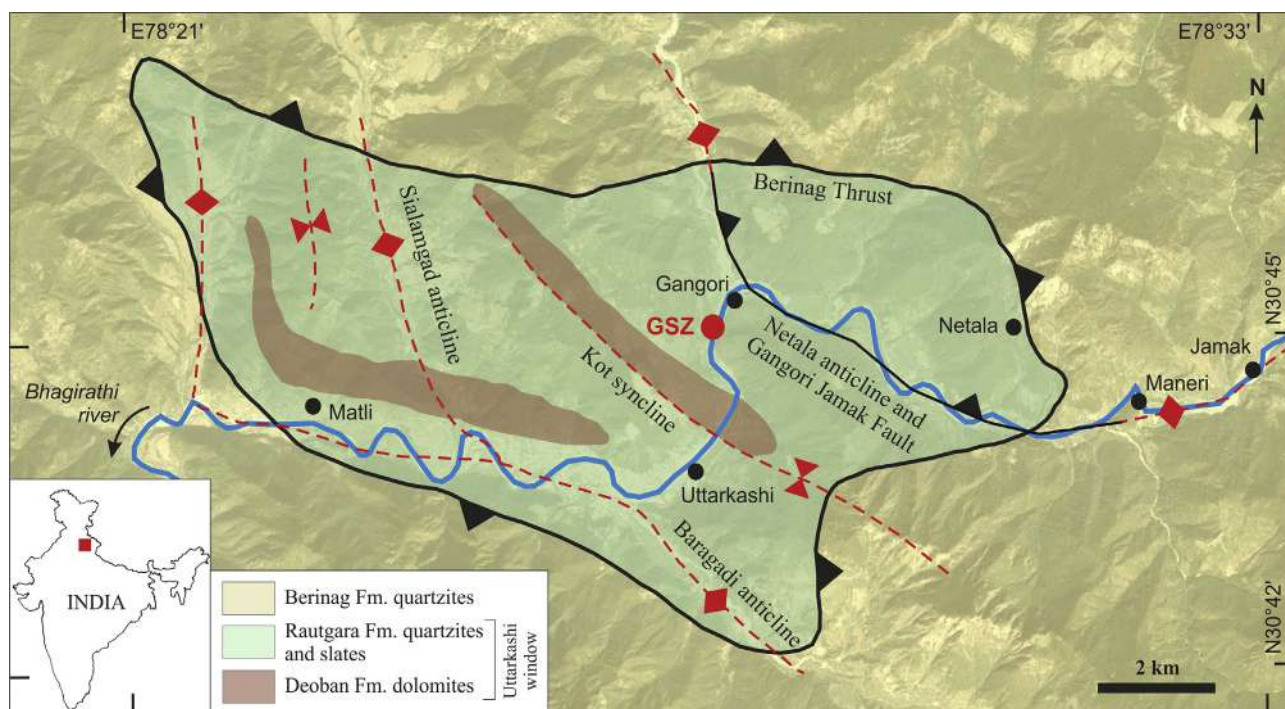 E78°21'
E78°33'
N
Berinag Thrust
Sialamgad anticline
Gangori
GSZ
Netala
N30°45'
Netala anticline and
Gangori Jamak Fault
Jamak
Kot syncline
Maneri
Bhagirathi
river
Matli
Uttarkashi
Baragadi anticline
N30°42'
INDIA
Berinag Fm. quartzites
Rautgara Fm. quartzites
and slates
Deoban Fm. dolomites
Uttarkashi
window
2 km